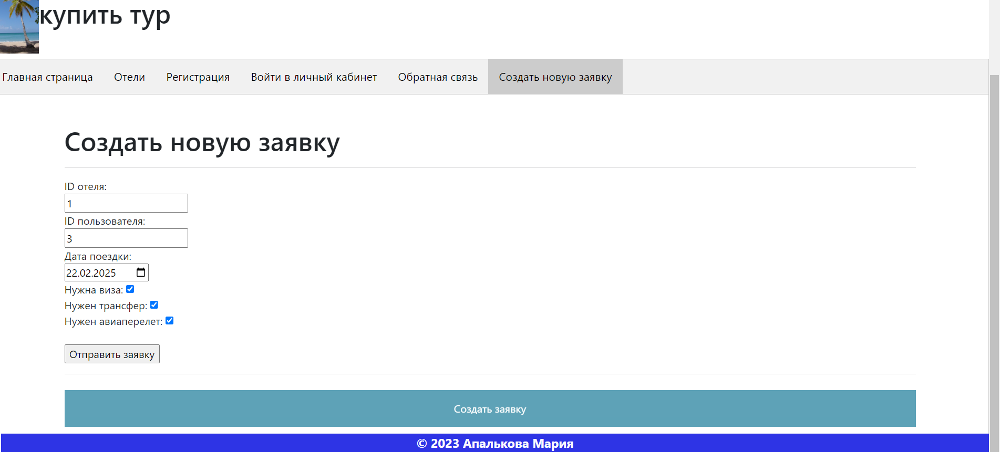 купить тур
Главная страница Отели Регистрация Войти в личный кабинет Обратная связь Создать новую заявку
Создать новую заявку
ID отеля:
1
ID пользователя:
3
Дата поездки:
22.02.2025
Нужна виза:
Нужен трансфер:
Нужен авиаперелет:
Отправить заявку
Создать заявку
© 2023 Апалькова Мария